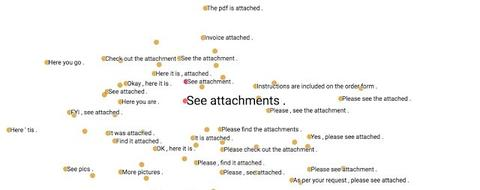 The pdf is attached .
Invoice attached .
Here you go .
Check out the attachment
See the attachment .
Here it is , attached .
Okay , here it is .
See attachment .
Instructions are included on the order form .
See attached .
Here you are .
See attachments .
Please see the attached .
FYI , see attached .
Please , see the attachment .
Here ' tis .
It was attached .
Please find the attachments .
Find it attached .
It is attached .
Yes , please see attached .
OK , here it is .
Please check out the attachment .
Please , find it attached .
See pics .
More pictures .
Please , see attached .
Please see attachment .
As per your request , please see attached .